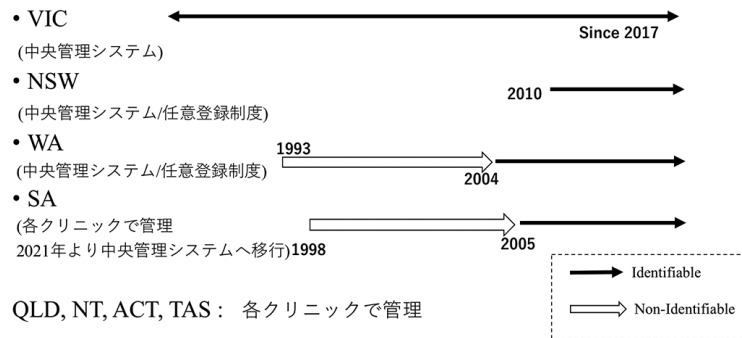 • VIC
(中央管理システム)
Since 2017
• NSW
(中央管理システム/任意登録制度)
2010
• WA
(中央管理システム/任意登録制度)
1993
2004
• SA
(各クリニックで管理
2021年より中央管理システムへ移行)
1998
2005
Identifiable
Non-Identifiable
QLD, NT, ACT, TAS : 各クリニックで管理